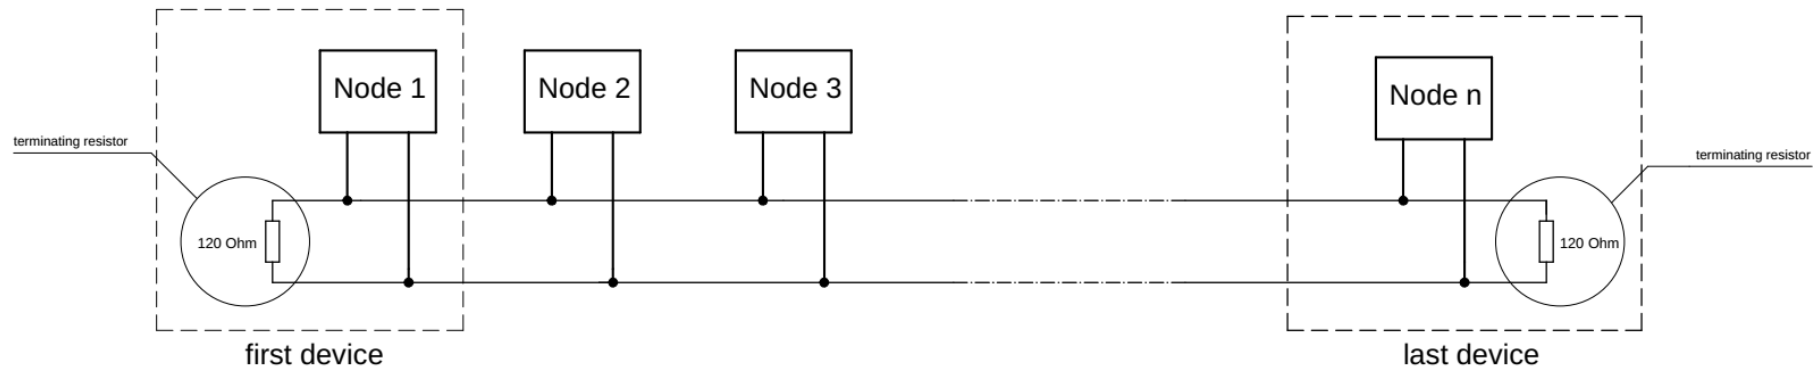 Node 1
Node 2
Node 3
Node n
terminating resistor
terminating resistor
120 Ohm
120 Ohm
first device
last device